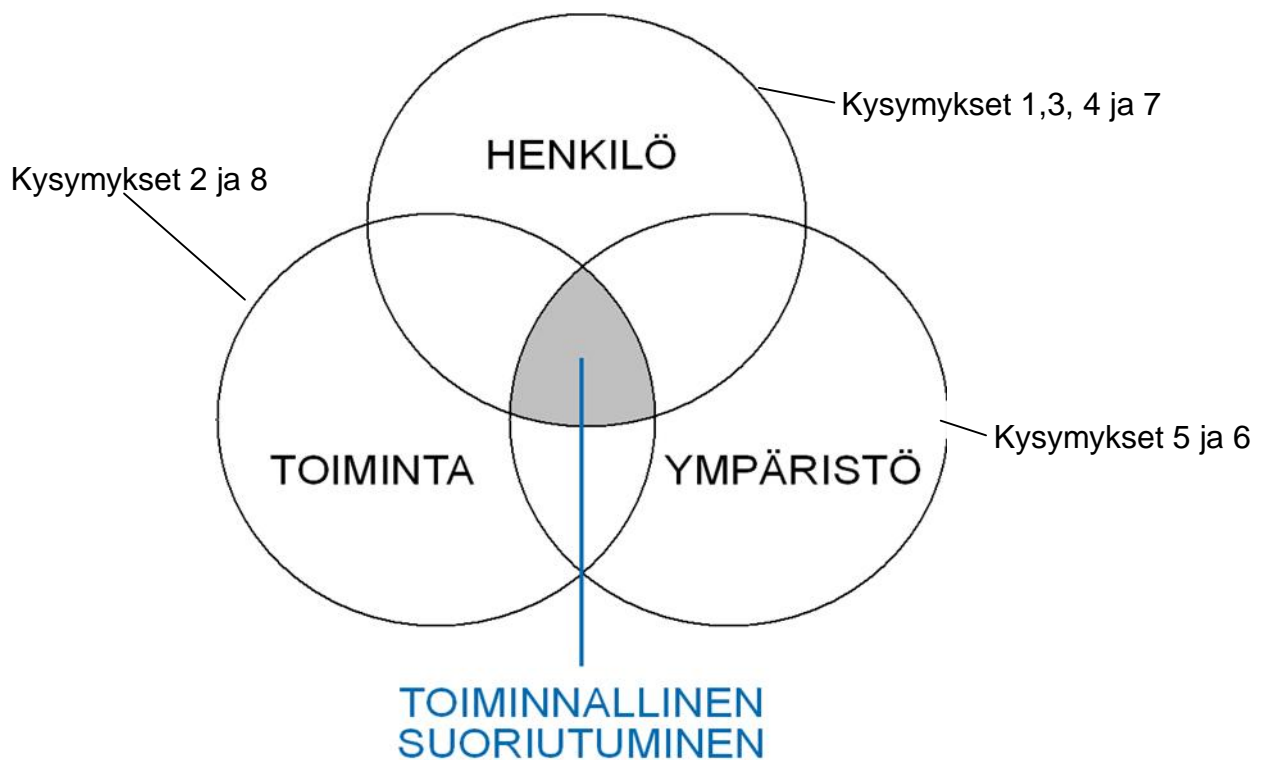 Kysymykset 1,3, 4 ja 7
HENKILÖ
Kysymykset 2 ja 8
Kysymykset 5 ja 6
TOIMINTA
YMPÄRISTÖ
TOIMINNALLINEN
SUORIUTUMINEN